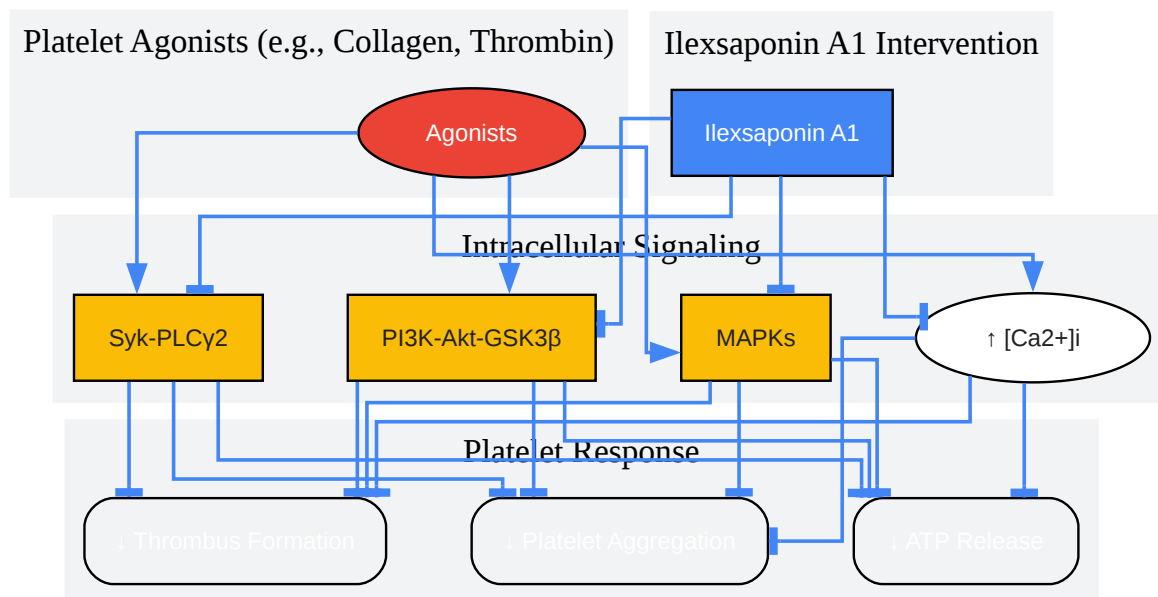 Platelet Agonists (e.g., Collagen, Thrombin)
Ilexsaponin A1 Intervention
Agonists
Ilexsaponin A1
Intracellular Signaling
Syk-PLCγ2
PI3K-Akt-GSK3β
MAPKs
↑ [Ca2+]i
Platelet Response
↓ Thrombus Formation
↓ Platelet Aggregation
↓ ATP Release